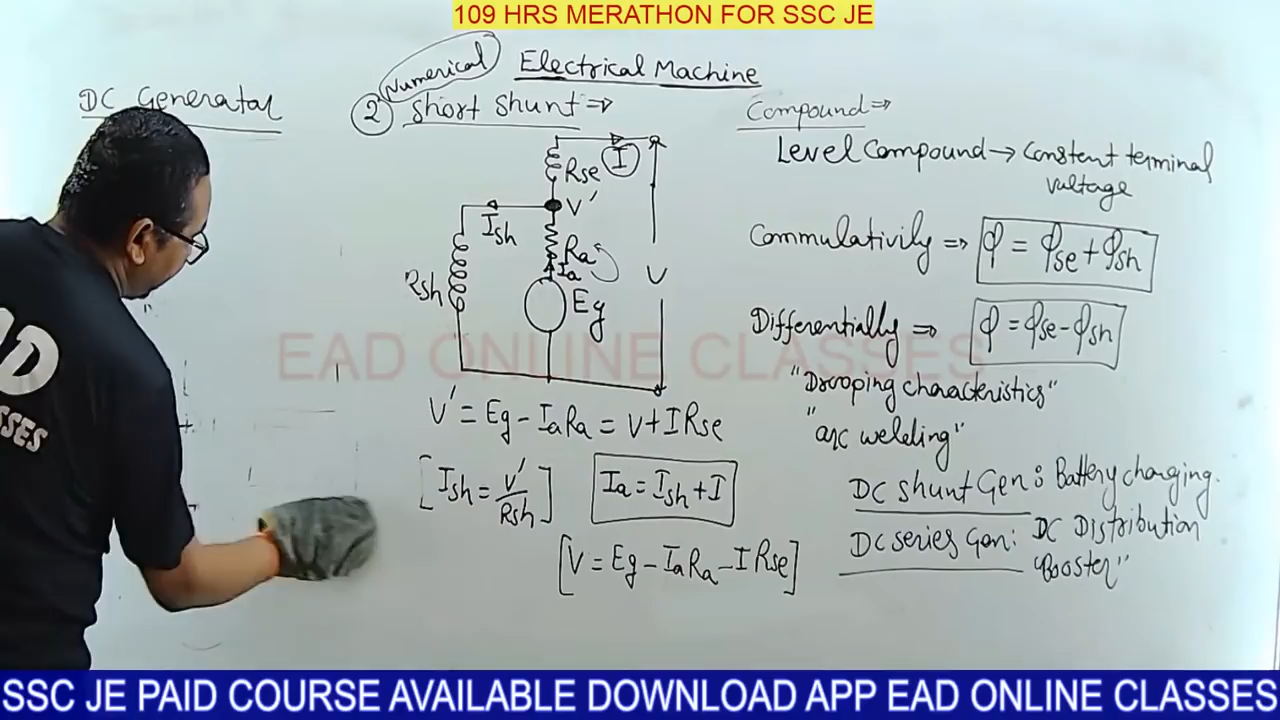 109 HRS MERATHON FOR SSC JE
Numerical
Electrical Machine
DC Generator
② Short Shunt ⇒
I
Rse
V'
Ish
Ra
Ia
Rsh
Eg
V
V' = Eg - IaRa = V + IRse
[Ish = V'/Rsh]
Ia = Ish + I
[V = Eg - IaRa - IRse]
Compound ⇒
Level Compound → Constant terminal
voltage
Commulativity ⇒ φ = φse + φsh
Differentially ⇒ φ = φse - φsh
"Drooping characteristics"
"arc welding"
DC Shunt Gen: Battery charging.
DC series Gen: DC Distribution
"Booster"
EAD ONLINE CLASSES
AD
SSES
SSC JE PAID COURSE AVAILABLE DOWNLOAD APP EAD ONLINE CLASSES